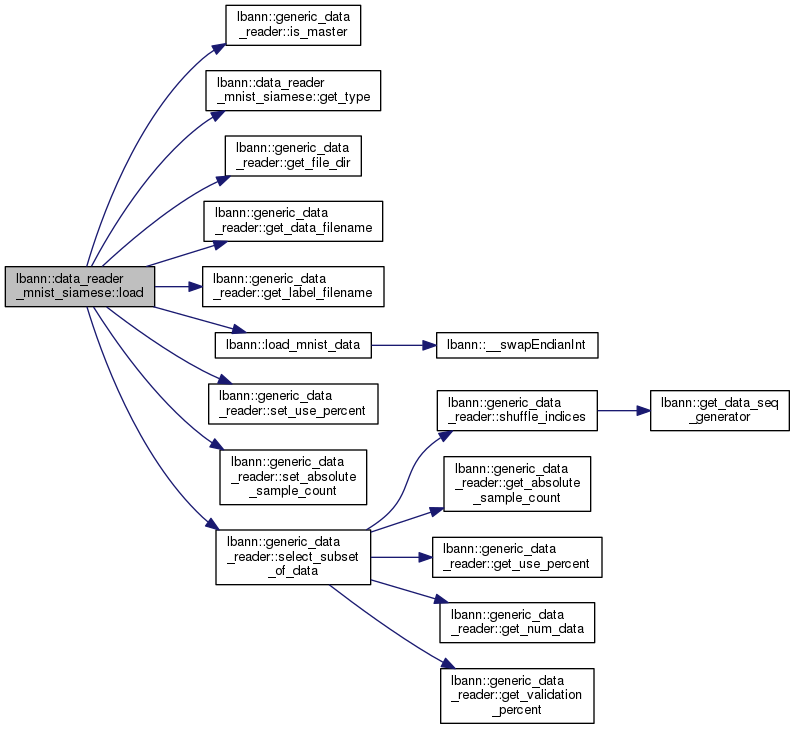 lbann::generic_data
_reader::is_master
lbann::data_reader
_mnist_siamese::get_type
lbann::generic_data
_reader::get_file_dir
lbann::generic_data
_reader::get_data_filename
lbann::data_reader
_mnist_siamese::load
lbann::generic_data
_reader::get_label_filename
lbann::load_mnist_data
lbann::__swapEndianInt
lbann::generic_data
_reader::set_use_percent
lbann::generic_data
_reader::shuffle_indices
lbann::get_data_seq
_generator
lbann::generic_data
_reader::set_absolute
_sample_count
lbann::generic_data
_reader::get_absolute
_sample_count
lbann::generic_data
_reader::select_subset
_of_data
lbann::generic_data
_reader::get_use_percent
lbann::generic_data
_reader::get_num_data
lbann::generic_data
_reader::get_validation
_percent